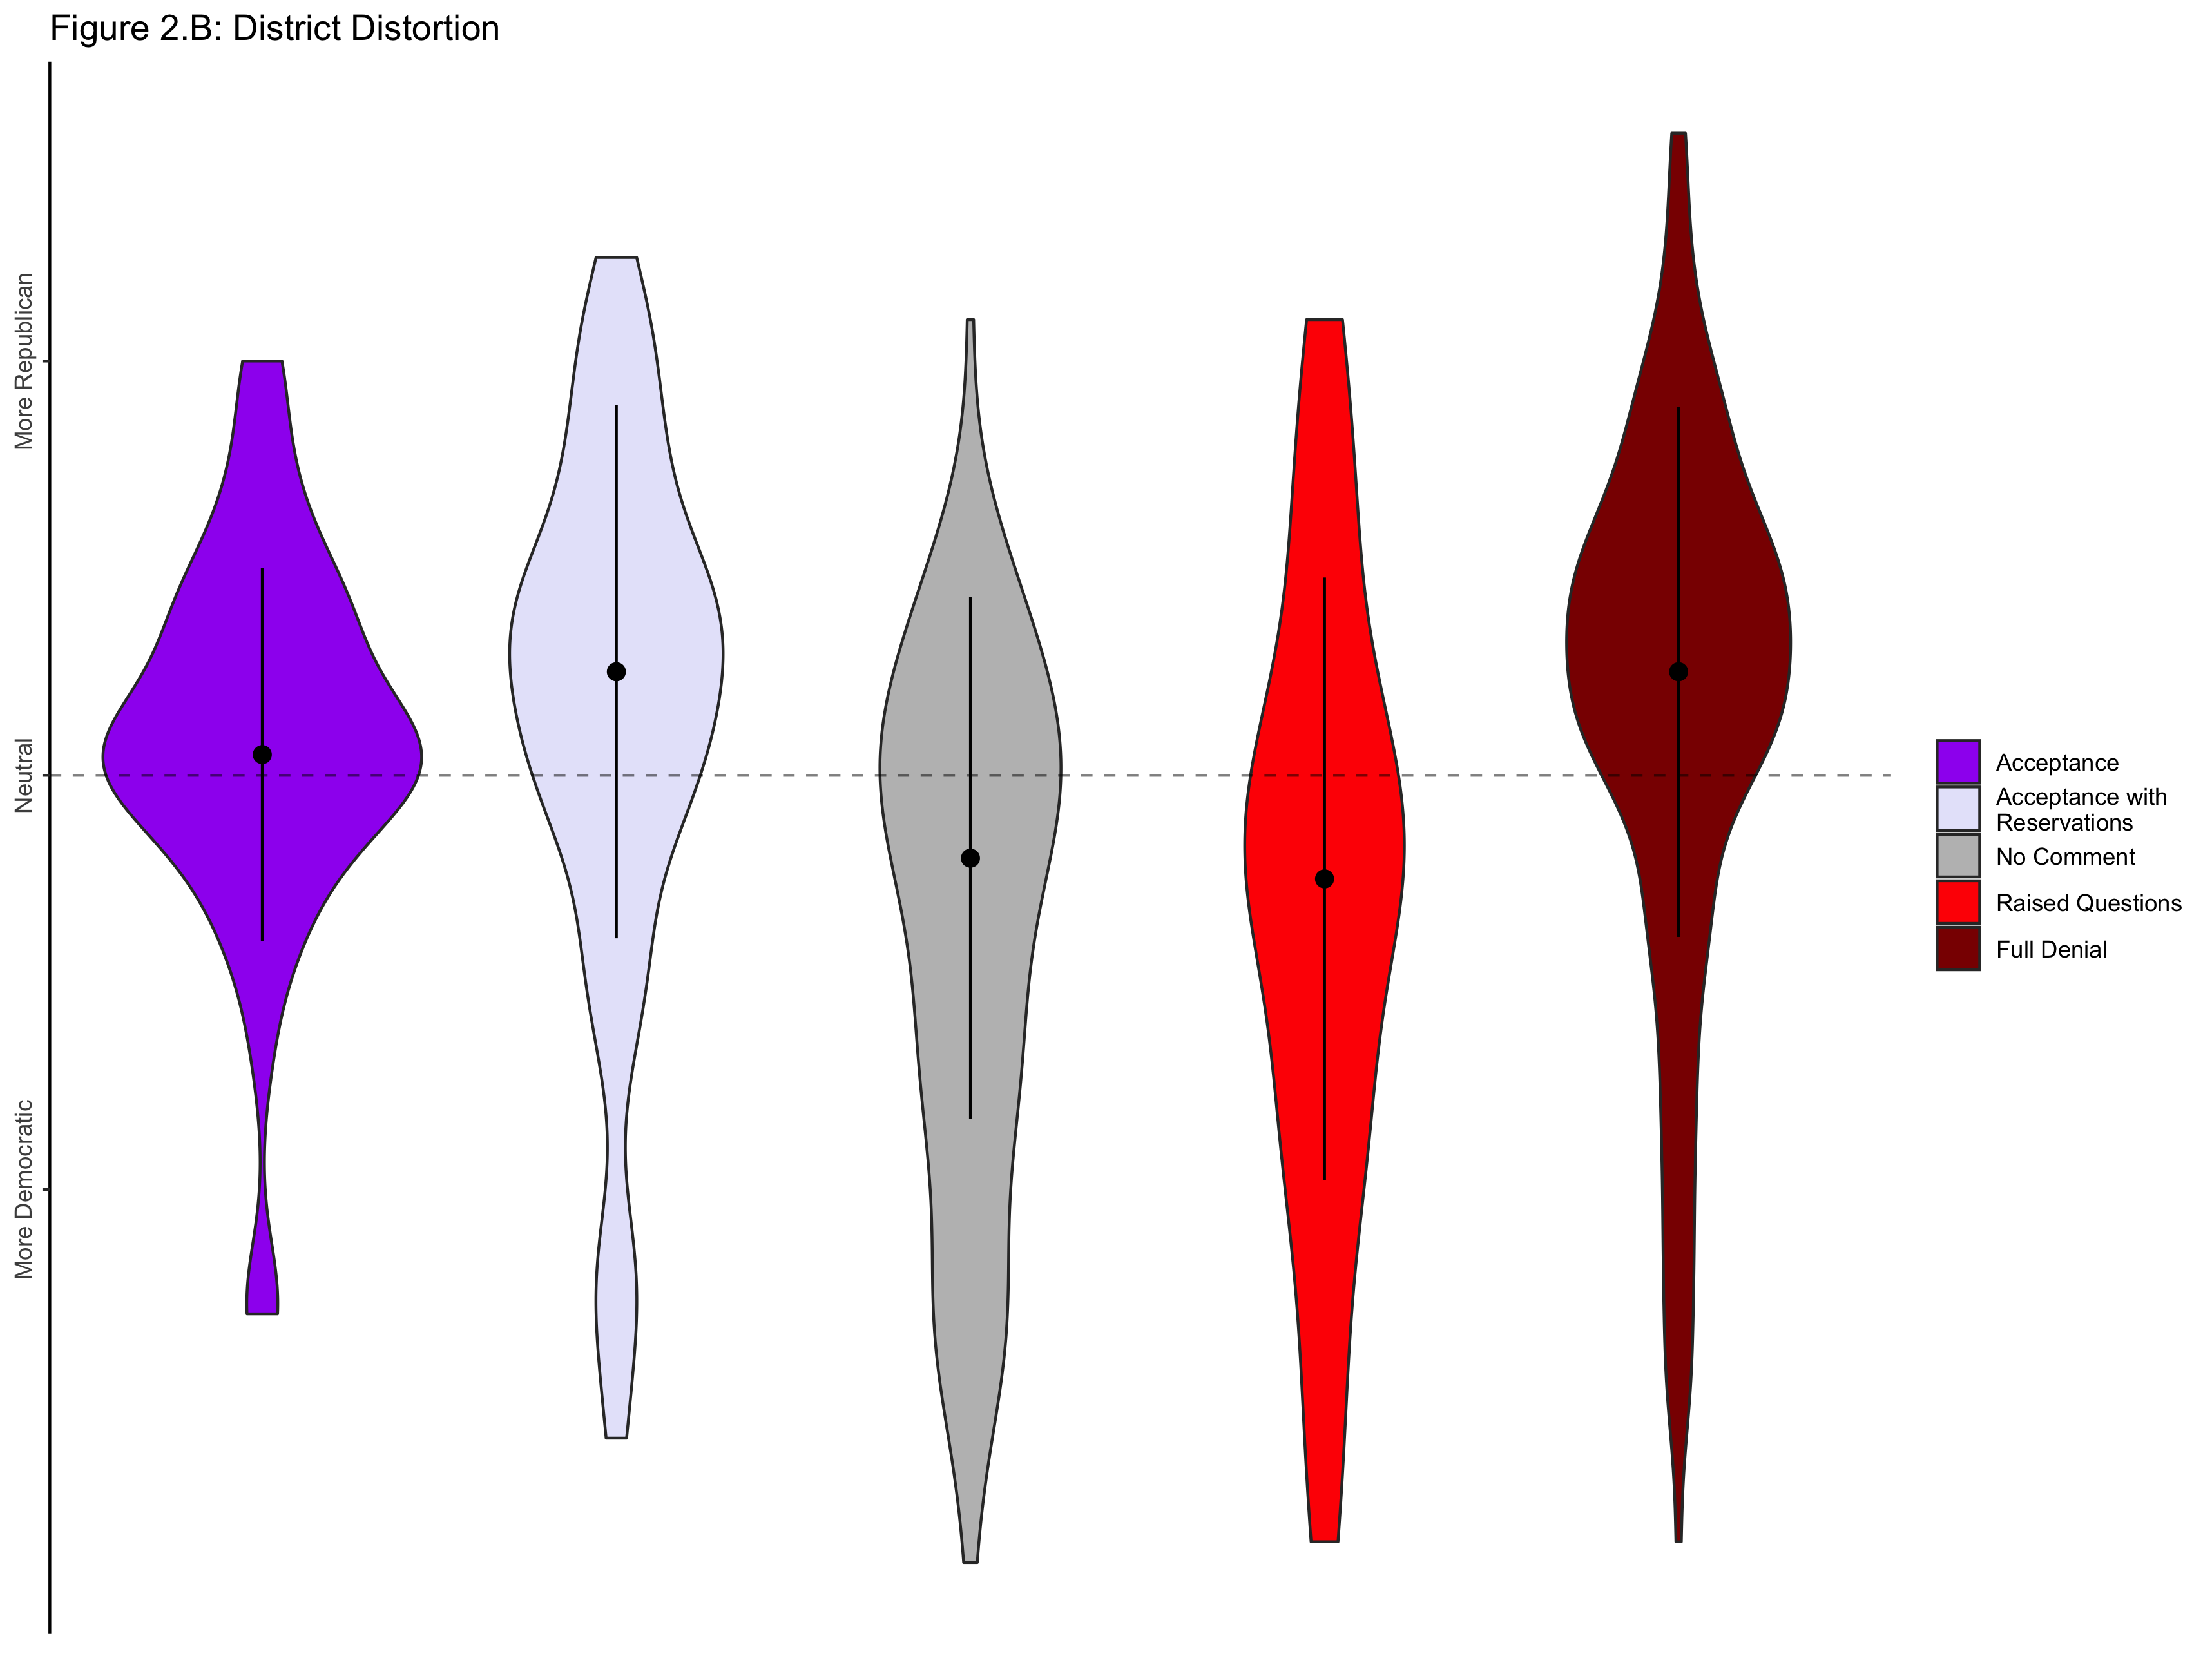 Figure 2.B: District Distortion
More Republican
Neutral
More Democratic
Acceptance
Acceptance with
Reservations
No Comment
Raised Questions
Full Denial